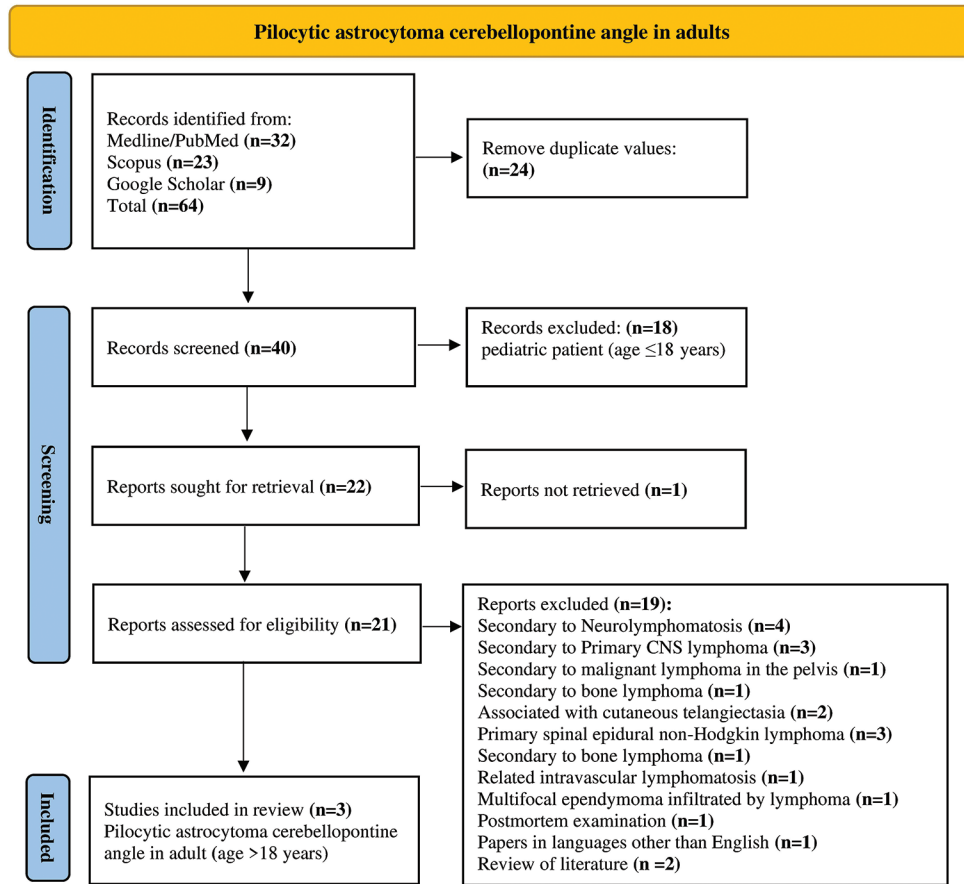 Pilocytic astrocytoma cerebellopontine angle in adults
Identification
Records identified from:
Medline/PubMed (n=32)
Scopus (n=23)
Google Scholar (n=9)
Total (n=64)
Remove duplicate values:
(n=24)
Screening
Records screened (n=40)
Records excluded: (n=18)
pediatric patient (age ≤18 years)
Reports sought for retrieval (n=22)
Reports not retrieved (n=1)
Reports assessed for eligibility (n=21)
Reports excluded (n=19):
Secondary to Neurolymphomatosis (n=4)
Secondary to Primary CNS lymphoma (n=3)
Secondary to malignant lymphoma in the pelvis (n=1)
Secondary to bone lymphoma (n=1)
Associated with cutaneous telangiectasia (n=2)
Primary spinal epidural non-Hodgkin lymphoma (n=3)
Secondary to bone lymphoma (n=1)
Related intravascular lymphomatosis (n=1)
Multifocal ependymoma infiltrated by lymphoma (n=1)
Postmortem examination (n=1)
Papers in languages other than English (n=1)
Review of literature (n =2)
Included
Studies included in review (n=3)
Pilocytic astrocytoma cerebellopontine
angle in adult (age >18 years)